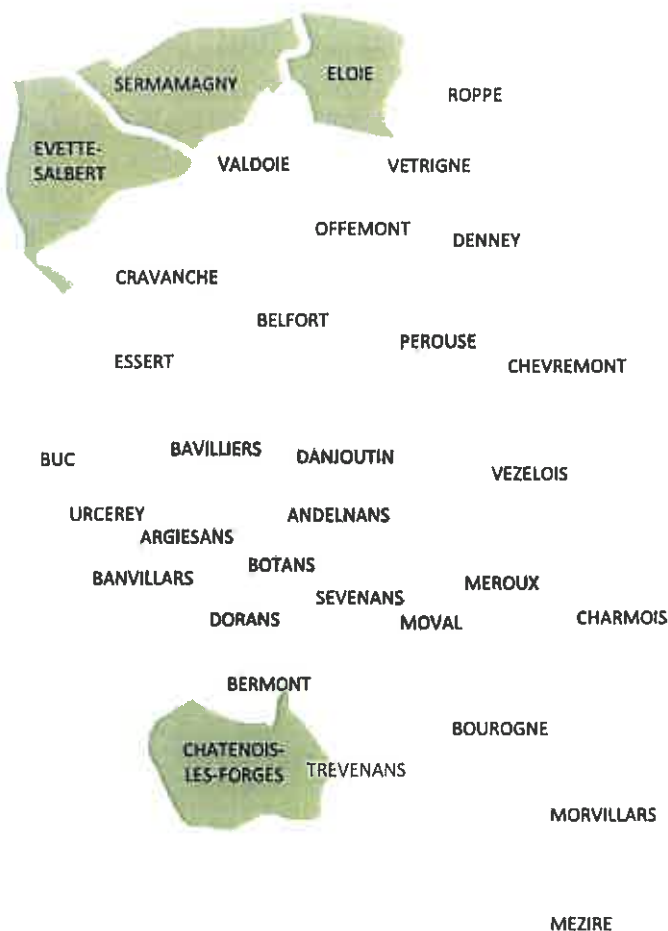 ELOIE
SERMAMAGNY
ROPPE
EVETTE-
SALBERT
VALDOIE
VETRIGNE
OFFEMONT
DENNEY
CRAVANCHE
BELFORT
PEROUSE
ESSERT
CHEVREMONT
BUC
BAVILLIERS
DANJOUTIN
VEZELOIS
URCEREY
ANDELNANS
ARGIESANS
BOTANS
BANVILLARS
MEROUX
SEVENANS
DORANS
MOVAL
CHARMOIS
BERMONT
BOUROGNE
CHATENOIS-
LES-FORGES
TREVENANS
MORVILLARS
MEZIRE